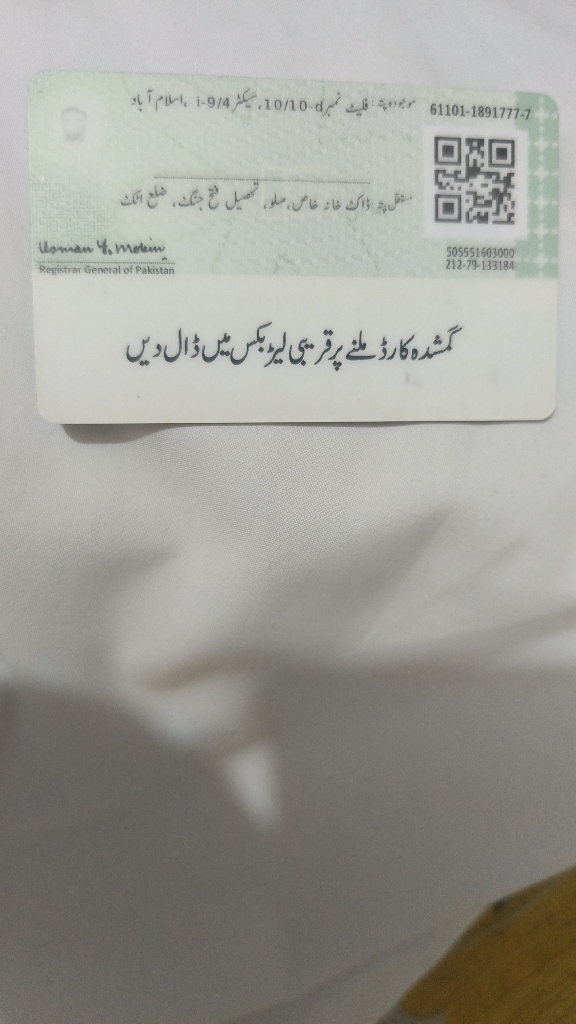 61101-1891777-7
موجودہ پتہ: فلیٹ نمبر 10/10-d، سیکٹر i-9/4، اسلام آباد
مستقل پتہ: ڈاک خانہ خاص، تحصیل فتح جنگ، ضلع اٹک
505551603000
212-79-133184
Usman Y. Mobin
Registrar General of Pakistan
گمشدہ کارڈ ملنے پر قریبی لیٹر بکس میں ڈال دیں